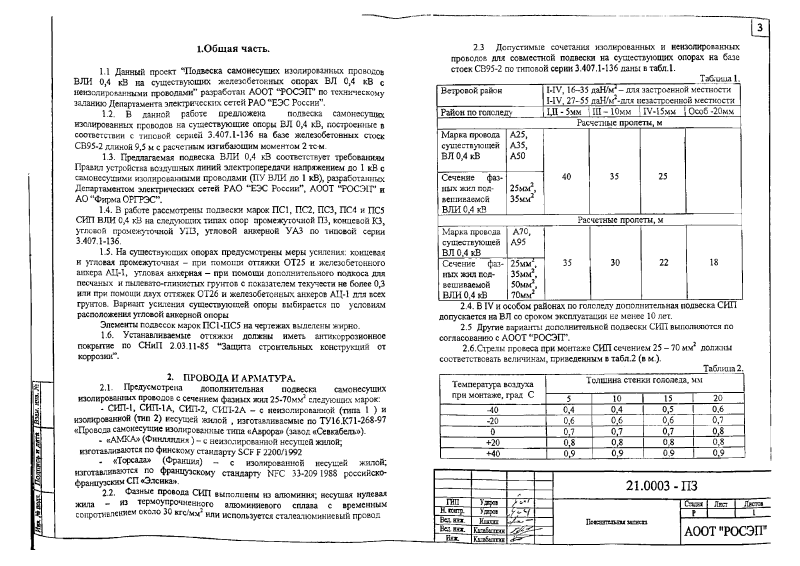 3
1.Общая часть.
1.1 Данный проект "Подвеска самонесущих изолированных проводов
ВЛИ 0,4 кВ на существующих железобетонных опорах ВЛ 0,4 кВ с
неизолированными проводами" разработан АООТ "РОСЭП" по техническому
заданию Департамента электрических сетей РАО "ЕЭС России".
1.2. В данной работе предложена подвеска самонесущих
изолированных проводов на существующие опоры ВЛ 0,4 кВ, построенные в
соответствии с типовой серией 3.407.1-136 на базе железобетонных стоек
СВ95-2 длиной 9,5 м с расчетным изгибающим моментом 2 тс·м.
1.3. Предлагаемая подвеска ВЛИ 0,4 кВ соответствует требованиям
Правил устройства воздушных линий электропередачи напряжением до 1 кВ с
самонесущими изолированными проводами (ПУ ВЛИ до 1 кВ), разработанных
Департаментом электрических сетей РАО "ЕЭС России", АООТ "РОСЭП" и
АО "Фирма ОРГРЭС".
1.4. В работе рассмотрены подвески марок ПС1, ПС2, ПС3, ПС4 и ПС5
СИП ВЛИ 0,4 кВ на следующих типах опор промежуточной П3, концевой К3,
угловой промежуточной УП3, угловой анкерной УА3 по типовой серии
3.407.1-136.
1.5. На существующих опорах предусмотрены меры усиления: концевая
и угловая промежуточная – при помощи оттяжки ОТ25 и железобетонного
анкера АЦ-1, угловая анкерная – при помощи дополнительного подкоса для
песчаных и пылевато-глинистых грунтов с показателем текучести не более 0,3
или при помощи двух оттяжек ОТ26 и железобетонных анкеров АЦ-1 для всех
грунтов. Вариант усиления существующей опоры выбирается по условиям
расположения угловой анкерной опоры
Элементы подвесок марок ПС1-ПС5 на чертежах выделены жирно.
1.6. Устанавливаемые оттяжки должны иметь антикоррозионное
покрытие по СНиП 2.03.11-85 "Защита строительных конструкций от
коррозии".
2. ПРОВОДА И АРМАТУРА.
2.1. Предусмотрена дополнительная подвеска самонесущих
изолированных проводов с сечением фазных жил 25-70мм² следующих марок:
- СИП-1, СИП-1А, СИП-2, СИП-2А – с неизолированной (типа 1 ) и
изолированной (тип 2) несущей жилой , изготавливаемые по ТУ16.К71-268-97
«Провода самонесущие изолированные типа «Аврора» (завод «Севкабель»).
- «АМКА» (Финляндия ) – с неизолированной несущей жилой;
изготавливаются по финскому стандарту SCF F 2200/1992
- «Торсада» (Франция) – с изолированной несущей жилой;
изготавливаются по французскому стандарту NFC 33-209 1988 российско-
французским СП «Элсика».
2.2. Фазные провода СИП выполнены из алюминия; несущая нулевая
жила – из термоупрочненного алюминиевого сплава с временным
сопротивлением около 30 кгс/мм² или используется сталеалюминиевый провод
2.3 Допустимые сочетания изолированных и неизолированных
проводов для совместной подвески на существующих опорах на базе
стоек СВ95-2 по типовой серии 3.407.1-136 даны в табл.1.
Таблица 1.
Ветровой район I-IV, 16–35 даН/м² – для застроенной местности
I-IV, 27–55 даН/м²-для незастроенной местности
Район по гололеду I,II - 5мм III – 10мм IV-15мм Особ -20мм
Расчетные пролеты, м
Марка провода А25,
существующей А35,
ВЛ 0,4 кВ А50
40 35 25
Сечение фаз-
ных жил под- 25мм²,
вешиваемой 35мм²
ВЛИ 0,4 кВ
Расчетные пролеты, м
Марка провода А70,
существующей А95
ВЛ 0,4 кВ
35 30 22 18
Сечение фаз- 25мм²,
ных жил под- 35мм²,
вешиваемой 50мм²,
ВЛИ 0,4 кВ 70мм²
2.4. В IV и особом районах по гололеду дополнительная подвеска СИП
допускается на ВЛ со сроком эксплуатации не менее 10 лет.
2.5 Другие варианты дополнительной подвески СИП выполняются по
согласованию с АООТ "РОСЭП".
2.6.Стрелы провеса при монтаже СИП сечением 25 – 70 мм² должны
соответствовать величинам, приведенным в табл.2 (в м.).
Таблица 2.
Температура воздуха Толщина стенки гололеда, мм
при монтаже, град С 5 10 15 20
-40 0,4 0,4 0,5 0,6
-20 0,6 0,6 0,6 0,7
0 0,7 0,7 0,7 0,8
+20 0,8 0,8 0,8 0,8
+40 0,9 0,9 0,9 0,9
21.0003 - ПЗ
ГИП Ударов
Н. контр. Ударов
Вед. инж.
Вед. инж. Калабашкин
Инж. Калабашкин
Пояснительная записка
Стадия Лист Листов
Р 1
АООТ "РОСЭП"
Инв. № подл. Подпись и дата Взам. инв. №